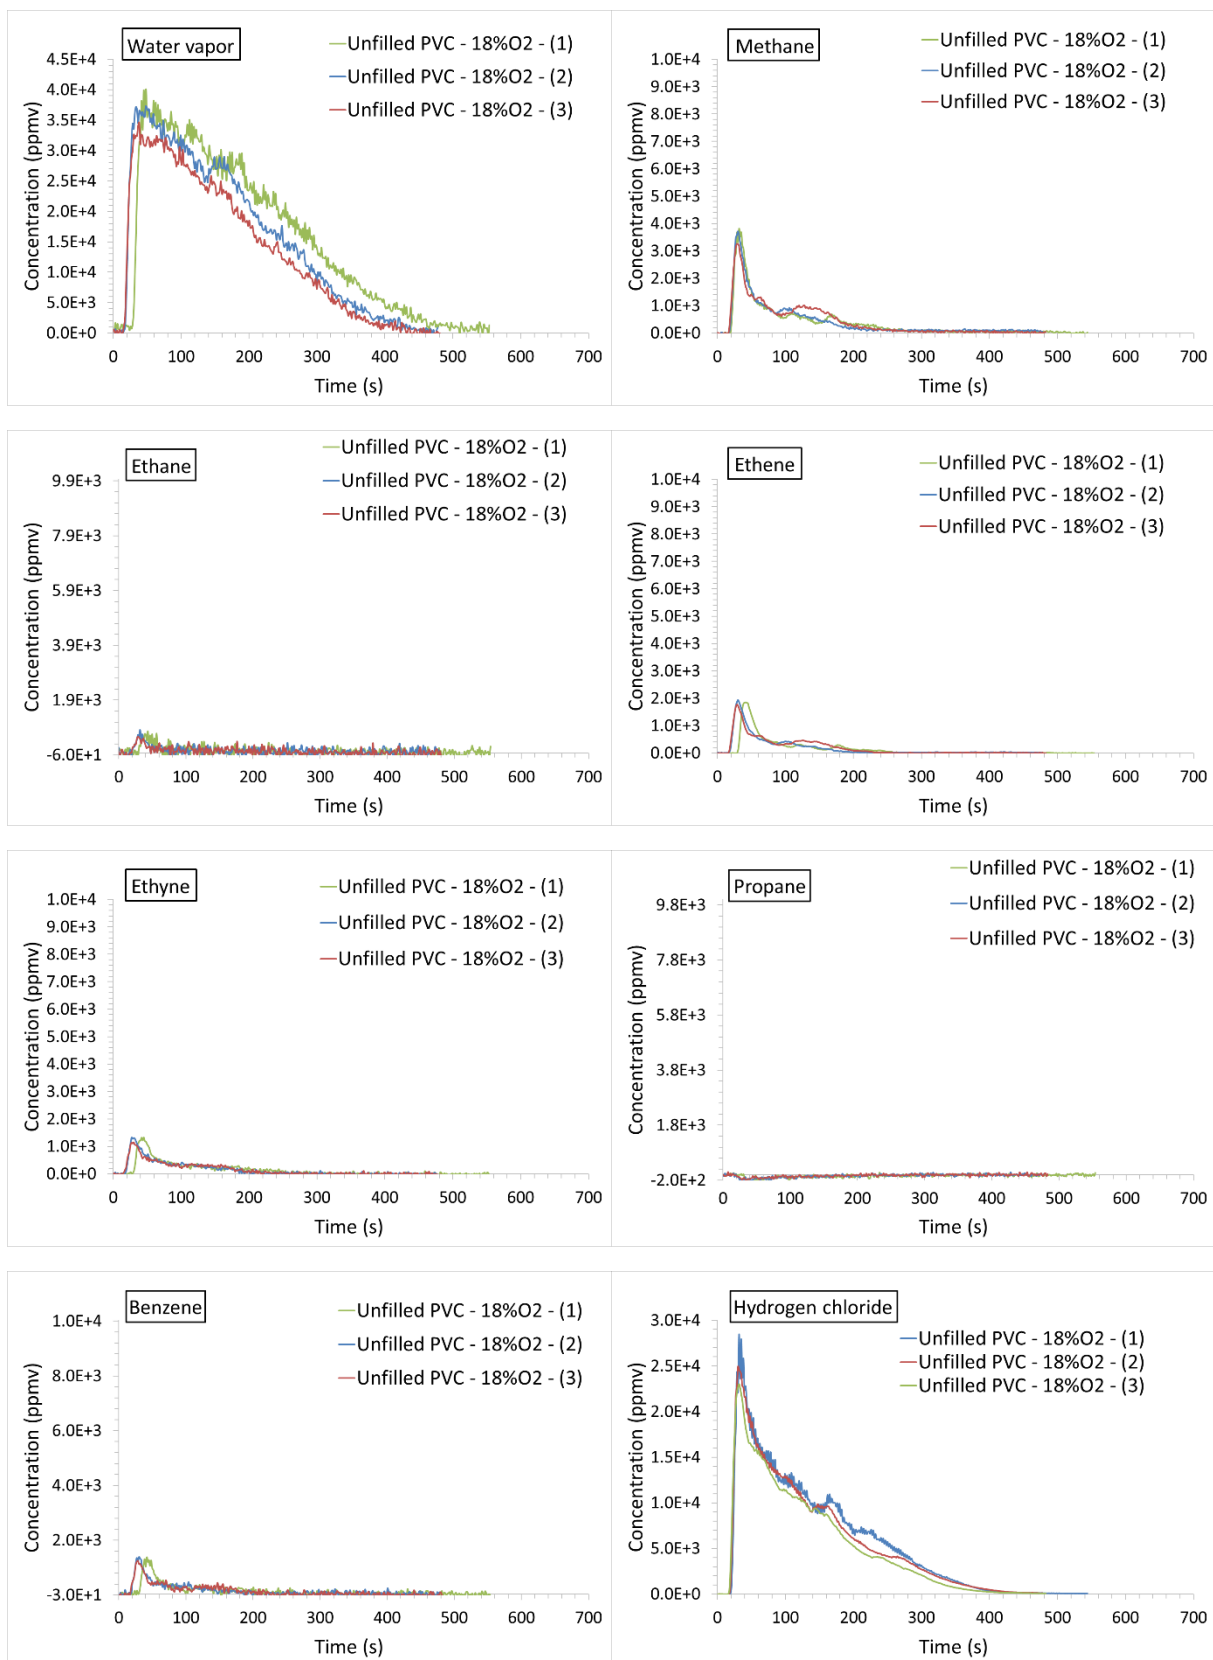 Water vapor
Unfilled PVC - 18%O2 - (1)
Unfilled PVC - 18%O2 - (2)
Unfilled PVC - 18%O2 - (3)
Concentration (ppmv)
4.5E+4
4.0E+4
3.5E+4
3.0E+4
2.5E+4
2.0E+4
1.5E+4
1.0E+4
5.0E+3
0.0E+0
0 100 200 300 400 500 600 700
Time (s)
Methane
Unfilled PVC - 18%O2 - (1)
Unfilled PVC - 18%O2 - (2)
Unfilled PVC - 18%O2 - (3)
Concentration (ppmv)
1.0E+4
9.0E+3
8.0E+3
7.0E+3
6.0E+3
5.0E+3
4.0E+3
3.0E+3
2.0E+3
1.0E+3
0.0E+0
0 100 200 300 400 500 600 700
Time (s)
Ethane
Unfilled PVC - 18%O2 - (1)
Unfilled PVC - 18%O2 - (2)
Unfilled PVC - 18%O2 - (3)
Concentration (ppmv)
9.9E+3
7.9E+3
5.9E+3
3.9E+3
1.9E+3
-6.0E+1
0 100 200 300 400 500 600 700
Time (s)
Ethene
Unfilled PVC - 18%O2 - (1)
Unfilled PVC - 18%O2 - (2)
Unfilled PVC - 18%O2 - (3)
Concentration (ppmv)
1.0E+4
9.0E+3
8.0E+3
7.0E+3
6.0E+3
5.0E+3
4.0E+3
3.0E+3
2.0E+3
1.0E+3
0.0E+0
0 100 200 300 400 500 600 700
Time (s)
Ethyne
Unfilled PVC - 18%O2 - (1)
Unfilled PVC - 18%O2 - (2)
Unfilled PVC - 18%O2 - (3)
Concentration (ppmv)
1.0E+4
9.0E+3
8.0E+3
7.0E+3
6.0E+3
5.0E+3
4.0E+3
3.0E+3
2.0E+3
1.0E+3
0.0E+0
0 100 200 300 400 500 600 700
Time (s)
Propane
Unfilled PVC - 18%O2 - (1)
Unfilled PVC - 18%O2 - (2)
Unfilled PVC - 18%O2 - (3)
Concentration (ppmv)
9.8E+3
7.8E+3
5.8E+3
3.8E+3
1.8E+3
-2.0E+2
0 100 200 300 400 500 600 700
Time (s)
Benzene
Unfilled PVC - 18%O2 - (1)
Unfilled PVC - 18%O2 - (2)
Unfilled PVC - 18%O2 - (3)
Concentration (ppmv)
1.0E+4
8.0E+3
6.0E+3
4.0E+3
2.0E+3
-3.0E+1
0 100 200 300 400 500 600 700
Time (s)
Hydrogen chloride
Unfilled PVC - 18%O2 - (1)
Unfilled PVC - 18%O2 - (2)
Unfilled PVC - 18%O2 - (3)
Concentration (ppmv)
3.0E+4
2.5E+4
2.0E+4
1.5E+4
1.0E+4
5.0E+3
0.0E+0
0 100 200 300 400 500 600 700
Time (s)